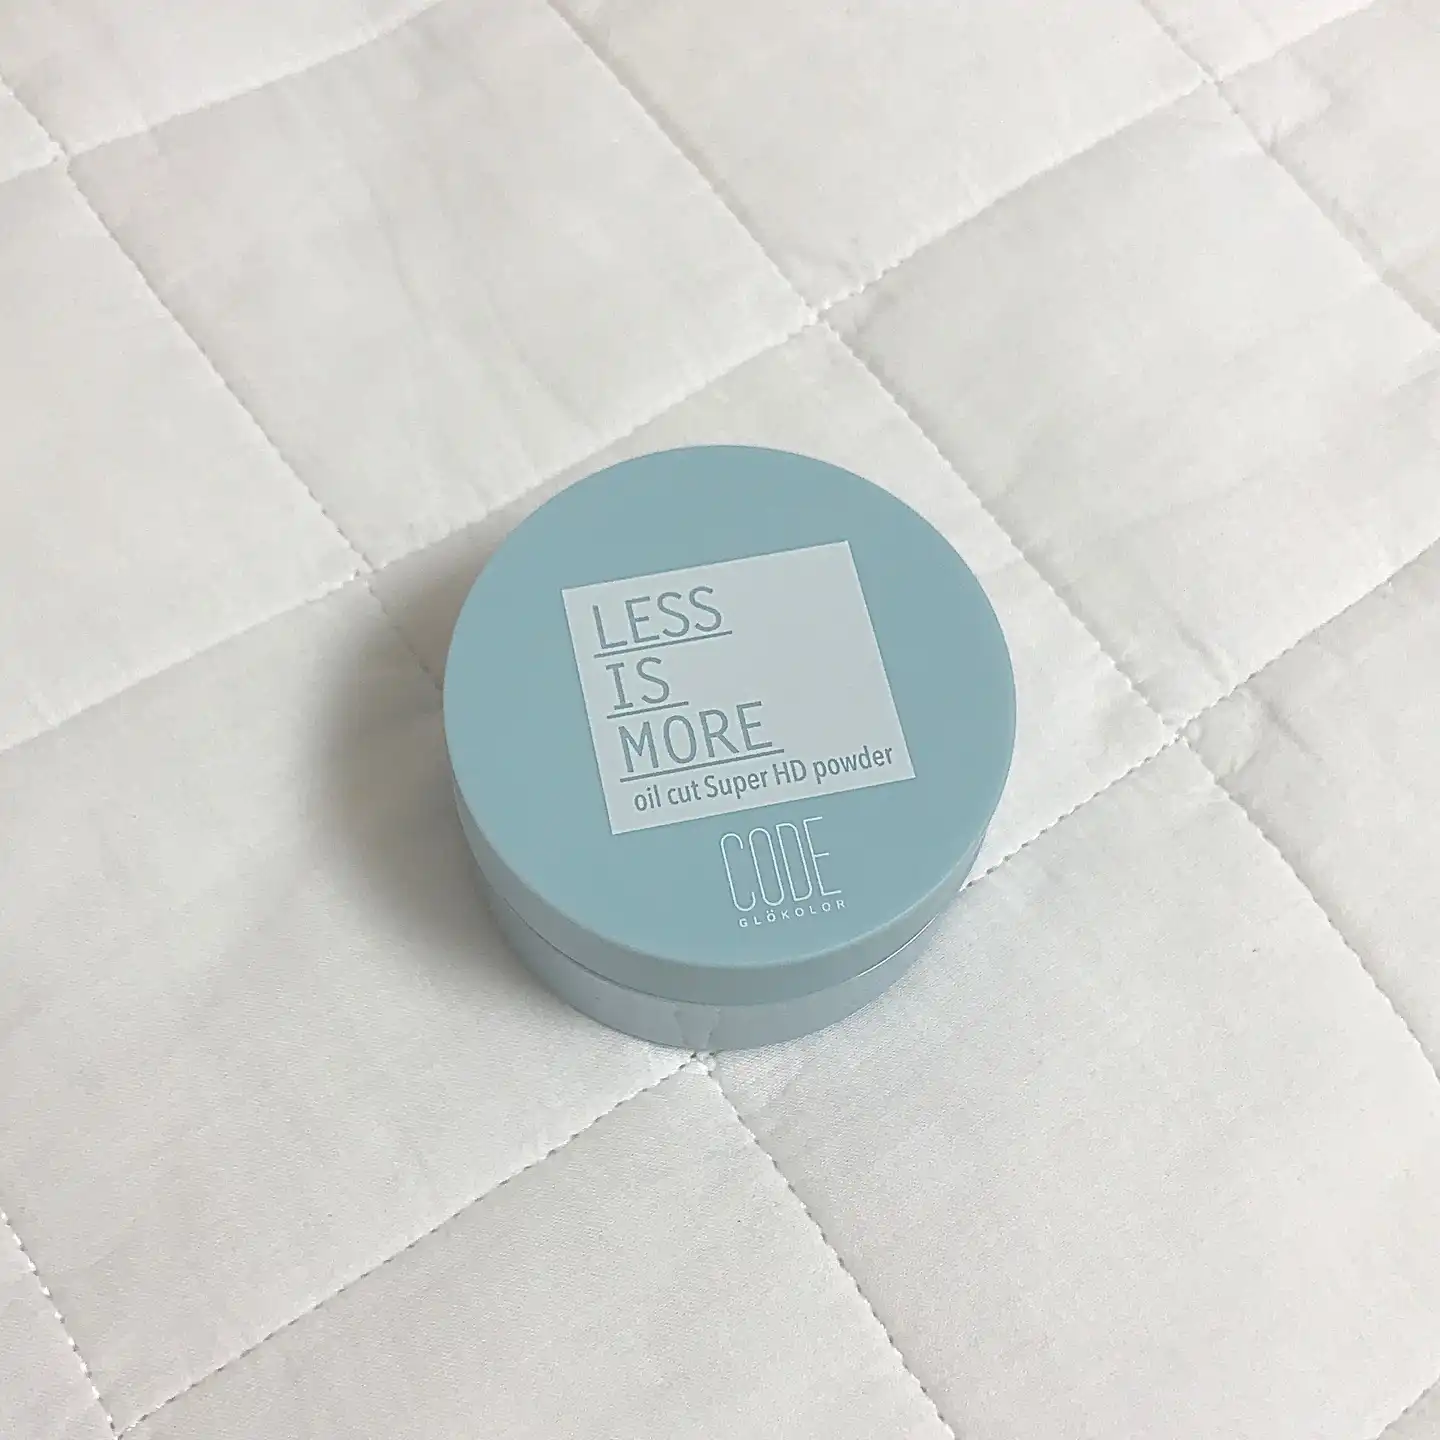 LESS
IS
MORE
oil cut Super HD powder
CODE
GLÖKOLOR